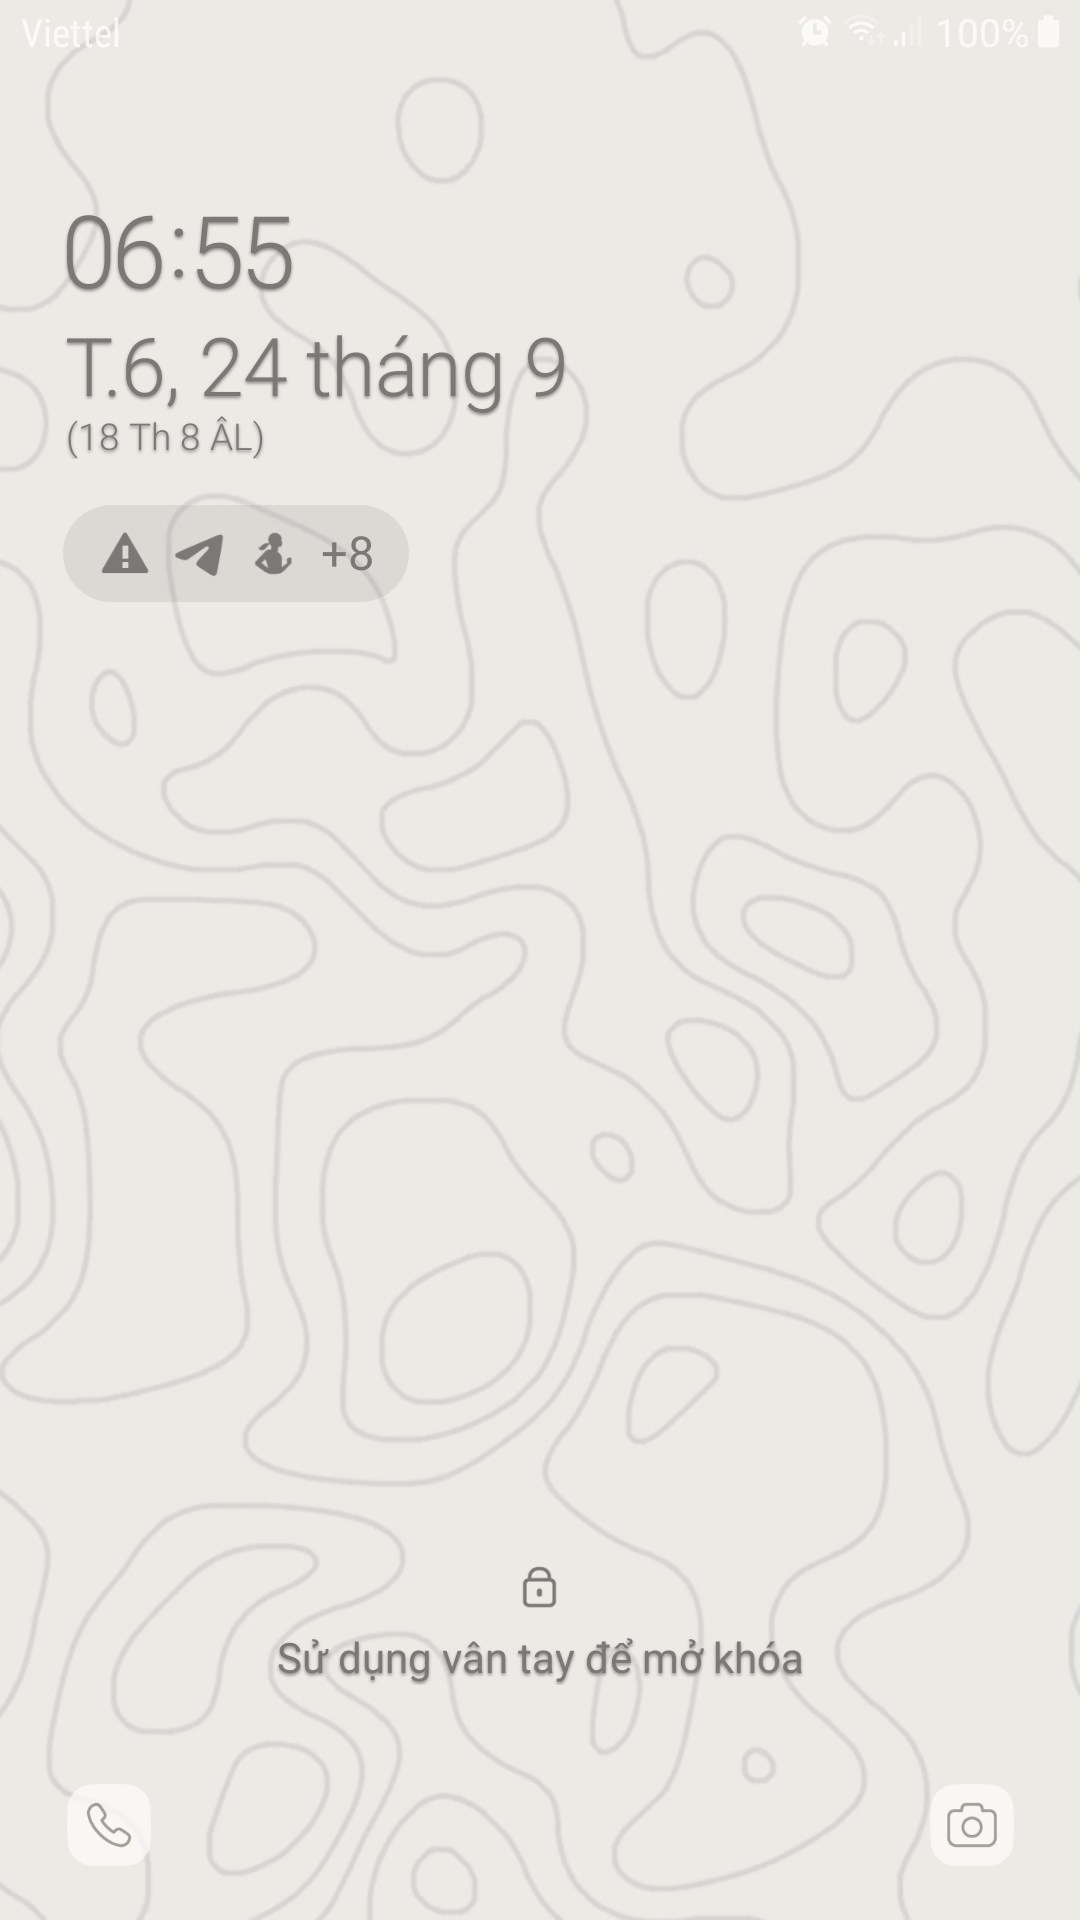 Viettel 100%
06:55
T.6, 24 tháng 9
(18 Th 8 ÂL)
+8
Sử dụng vân tay để mở khóa